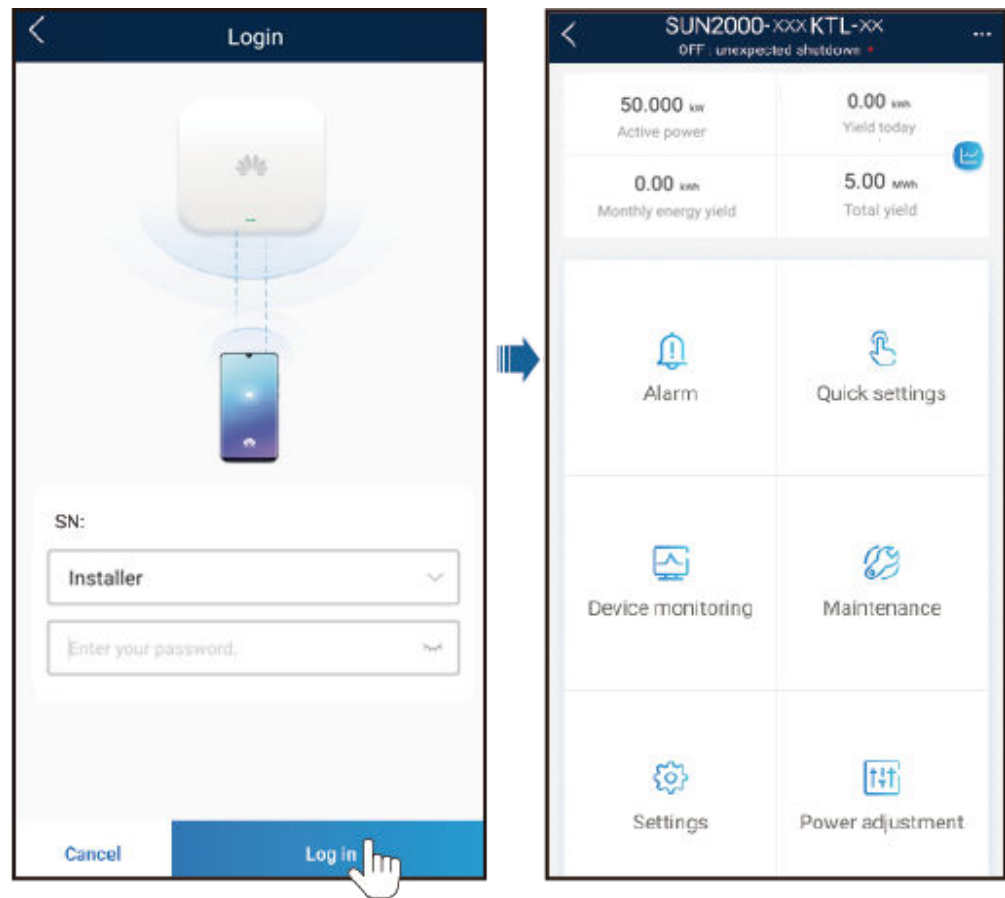 Login
SN:
Installer
Enter your password.
Cancel
Log in
SUN2000-×××KTL-××
OFF : unexpected shutdown
...
50.000 kW
Active power
0.00 kWh
Yield today
0.00 kWh
Monthly energy yield
5.00 MWh
Total yield
Alarm
Quick settings
Device monitoring
Maintenance
Settings
Power adjustment